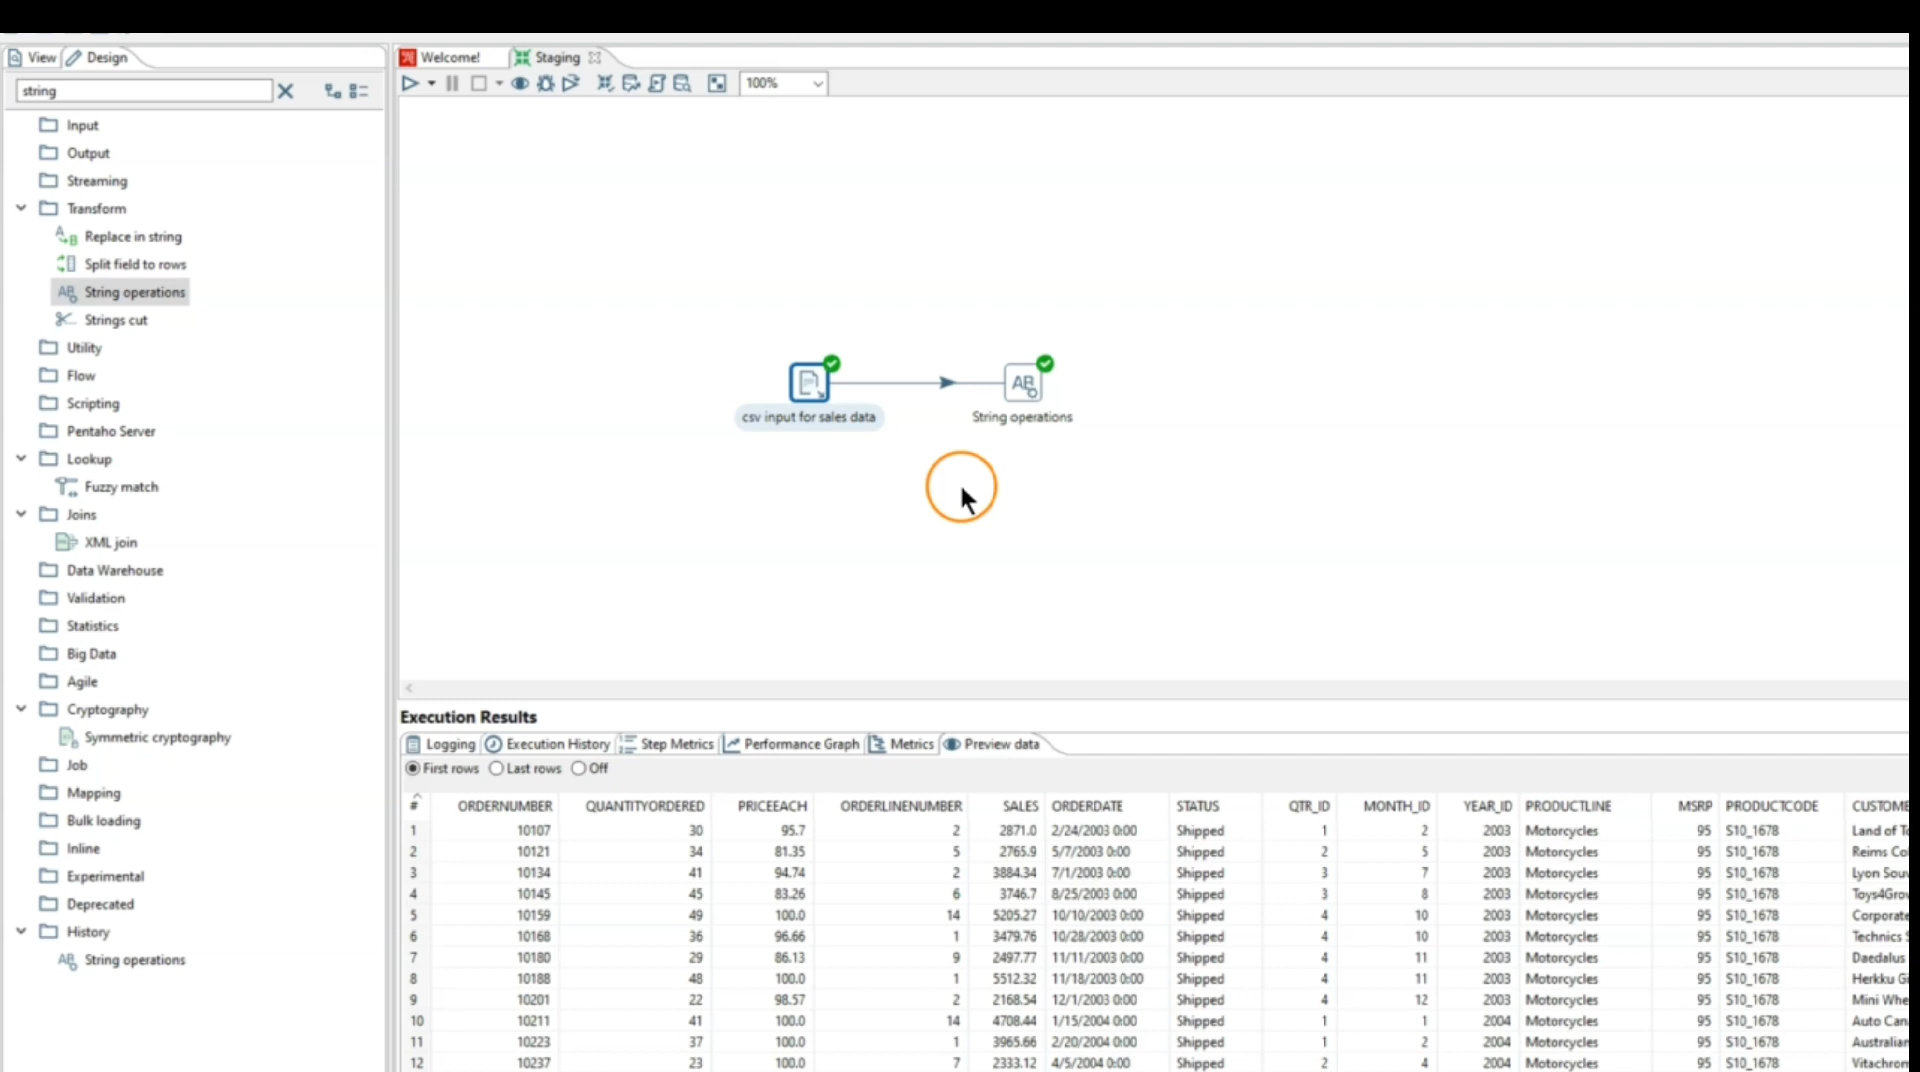 View Design
string
Input
Output
Streaming
Transform
Replace in string
Split field to rows
String operations
Strings cut
Utility
Flow
Scripting
Pentaho Server
Lookup
Fuzzy match
Joins
XML join
Data Warehouse
Validation
Statistics
Big Data
Agile
Cryptography
Symmetric cryptography
Job
Mapping
Bulk loading
Inline
Experimental
Deprecated
History
String operations
Welcome! Staging
100%
csv input for sales data
String operations
Execution Results
Logging Execution History Step Metrics Performance Graph Metrics Preview data
First rows Last rows Off
# ORDERNUMBER QUANTITYORDERED PRICEEACH ORDERLINENUMBER SALES ORDERDATE STATUS QTR_ID MONTH_ID YEAR_ID PRODUCTLINE MSRP PRODUCTCODE CUSTOME
1 10107 30 95.7 2 2871.0 2/24/2003 0:00 Shipped 1 2 2003 Motorcycles 95 S10_1678 Land of To
2 10121 34 81.35 5 2765.9 5/7/2003 0:00 Shipped 2 5 2003 Motorcycles 95 S10_1678 Reims Col
3 10134 41 94.74 2 3884.34 7/1/2003 0:00 Shipped 3 7 2003 Motorcycles 95 S10_1678 Lyon Souv
4 10145 45 83.26 6 3746.7 8/25/2003 0:00 Shipped 3 8 2003 Motorcycles 95 S10_1678 Toys4Grow
5 10159 49 100.0 14 5205.27 10/10/2003 0:00 Shipped 4 10 2003 Motorcycles 95 S10_1678 Corporate
6 10168 36 96.66 1 3479.76 10/28/2003 0:00 Shipped 4 10 2003 Motorcycles 95 S10_1678 Technics S
7 10180 29 86.13 9 2497.77 11/11/2003 0:00 Shipped 4 11 2003 Motorcycles 95 S10_1678 Daedalus
8 10188 48 100.0 1 5512.32 11/18/2003 0:00 Shipped 4 11 2003 Motorcycles 95 S10_1678 Herkku Gi
9 10201 22 98.57 2 2168.54 12/1/2003 0:00 Shipped 4 12 2003 Motorcycles 95 S10_1678 Mini Whe
10 10211 41 100.0 14 4708.44 1/15/2004 0:00 Shipped 1 1 2004 Motorcycles 95 S10_1678 Auto Can
11 10223 37 100.0 1 3965.66 2/20/2004 0:00 Shipped 1 2 2004 Motorcycles 95 S10_1678 Australian
12 10237 23 100.0 7 2333.12 4/5/2004 0:00 Shipped 2 4 2004 Motorcycles 95 S10_1678 Vitachrom